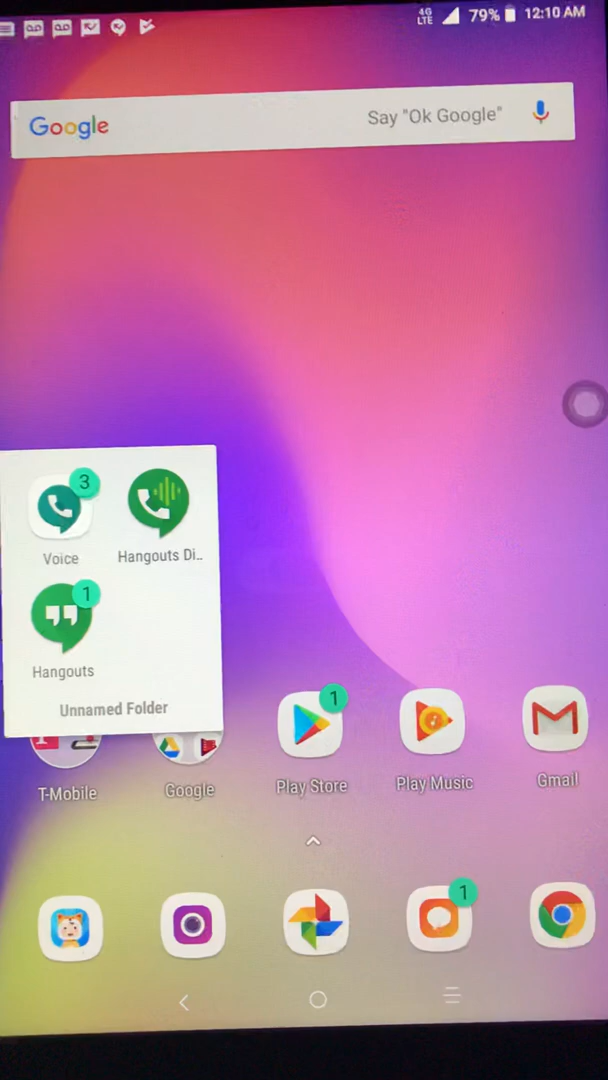 4G
LTE
79%
12:10 AM
Google
Say "Ok Google"
3
Voice
Hangouts Di..
1
Hangouts
Unnamed Folder
1
T-Mobile
Google
Play Store
Play Music
Gmail
1